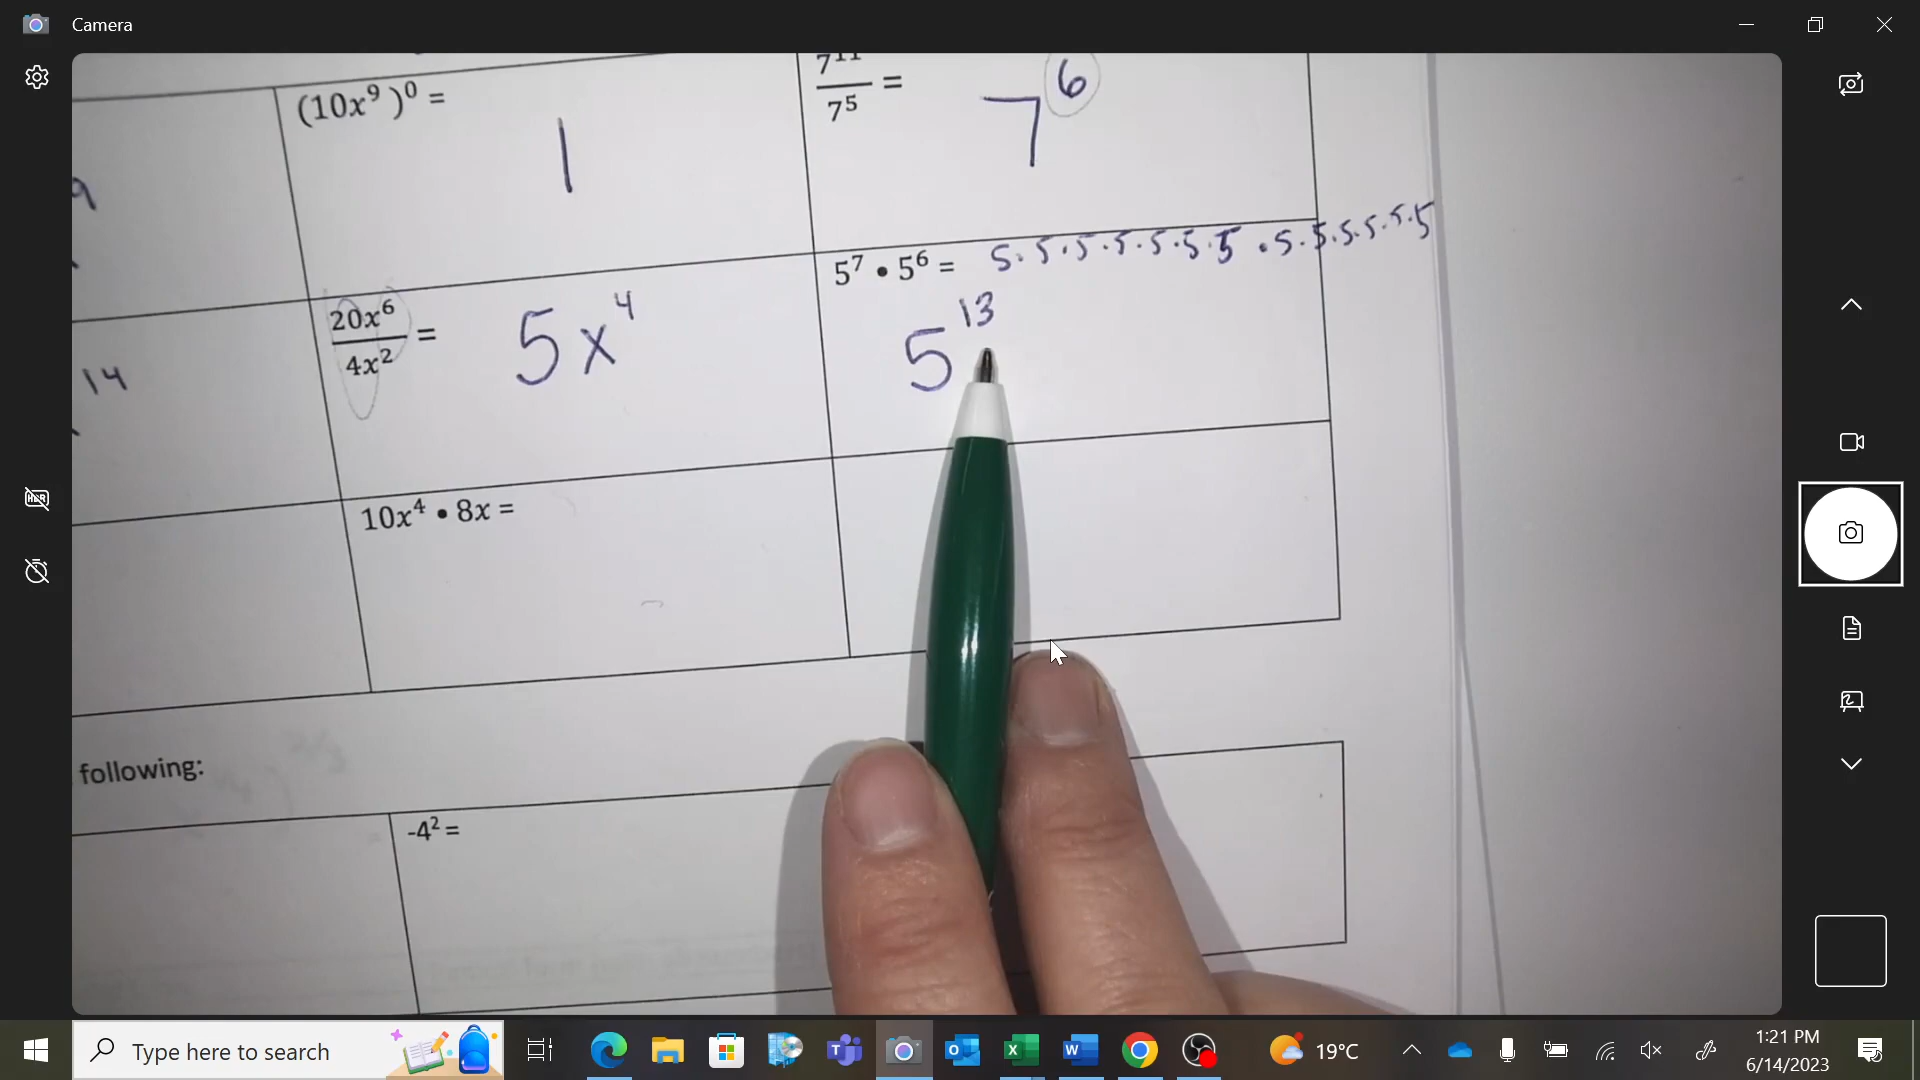 Camera
(10x⁹ )⁰ =
1
7¹¹
7⁵
=
7⁶
9
20x⁶
4x²
=
5x⁴
5⁷ • 5⁶ = 5·5·5·5·5·5·5·5·5·5·5·5·5
5¹³
14
10x⁴ • 8x =
following:
-4² =
Type here to search
19°C
1:21 PM
6/14/2023